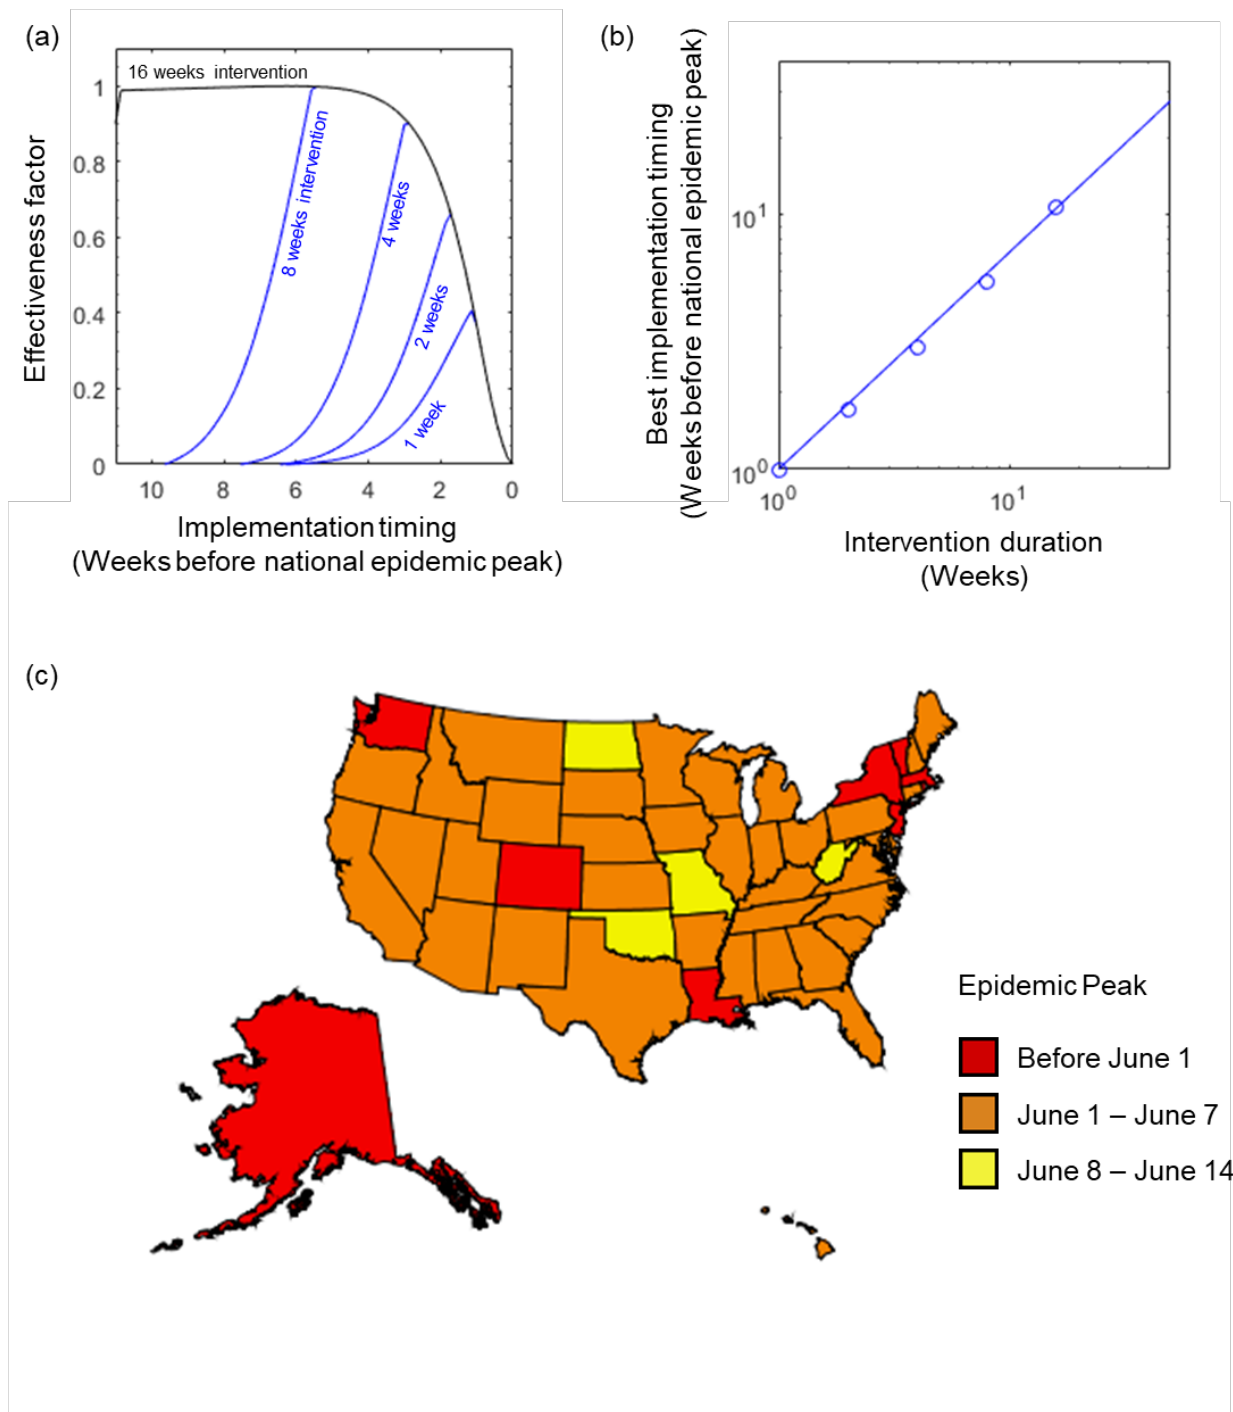 (a)
16 weeks intervention
8 weeks intervention
4 weeks
2 weeks
1 week
1
0.8
0.6
0.4
0.2
0
10 8 6 4 2 0
Effectiveness factor
Implementation timing
(Weeks before national epidemic peak)
(b)
Best implementation timing
(Weeks before national epidemic peak)
10¹
10⁰
10⁰ 10¹
Intervention duration
(Weeks)
(c)
Epidemic Peak
Before June 1
June 1 – June 7
June 8 – June 14